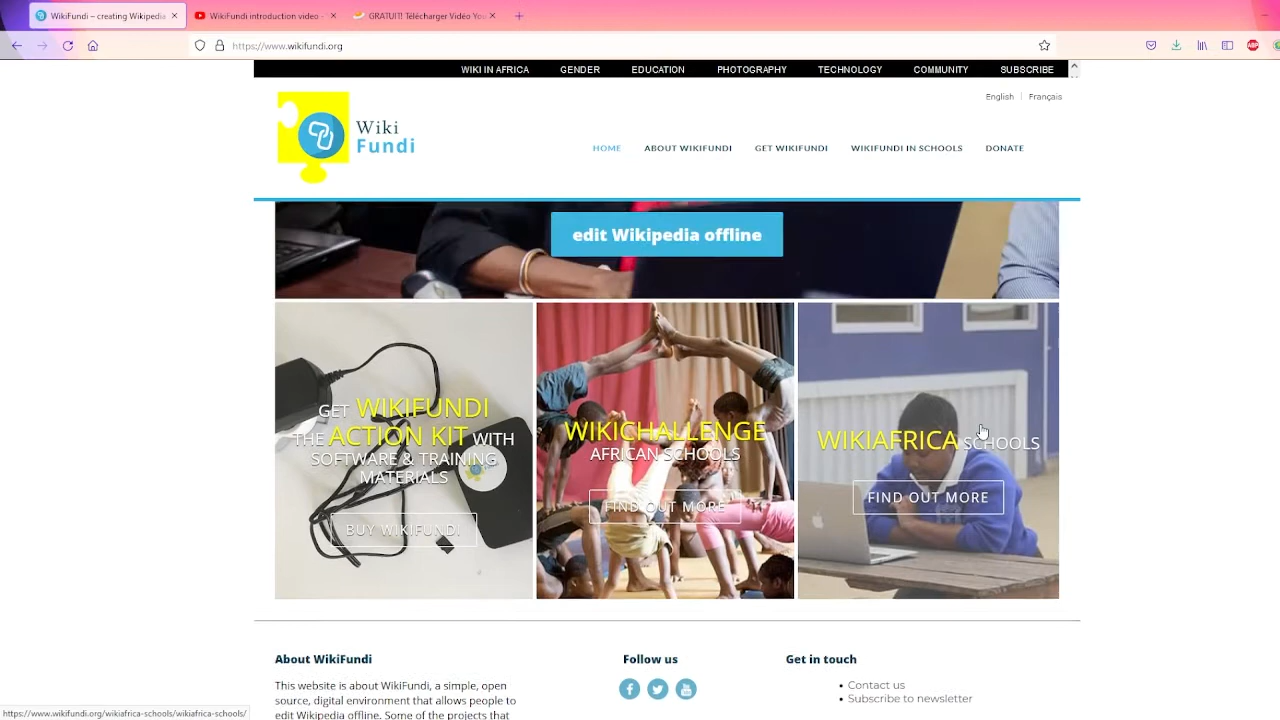 WikiFundi – creating Wikipedia
WikiFundi introduction video -
GRATUIT! Télécharger Vidéo You
https://www.wikifundi.org
WIKI IN AFRICA
GENDER
EDUCATION
PHOTOGRAPHY
TECHNOLOGY
COMMUNITY
SUBSCRIBE
English
Français
Wiki
Fundi
HOME
ABOUT WIKIFUNDI
GET WIKIFUNDI
WIKIFUNDI IN SCHOOLS
DONATE
edit Wikipedia offline
GET WIKIFUNDI
THE ACTION KIT WITH
SOFTWARE & TRAINING
MATERIALS
BUY WIKIFUNDI
WIKICHALLENGE
AFRICAN SCHOOLS
FIND OUT MORE
WIKIAFRICA SCHOOLS
FIND OUT MORE
About WikiFundi
This website is about WikiFundi, a simple, open
source, digital environment that allows people to
edit Wikipedia offline. Some of the projects that
Follow us
Get in touch
Contact us
Subscribe to newsletter
https://www.wikifundi.org/wikiafrica-schools/wikiafrica-schools/